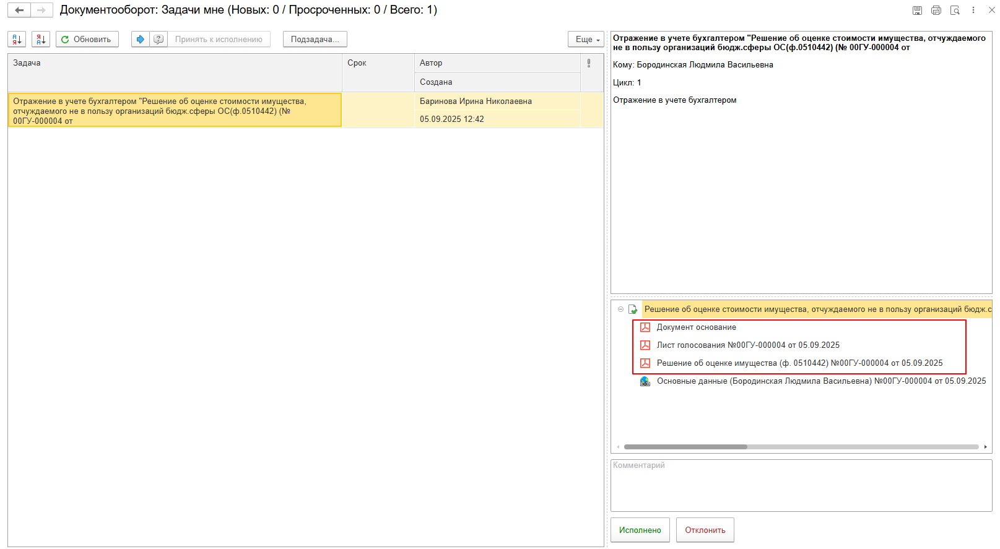 Документооборот: Задачи мне (Новых: 0 / Просроченных: 0 / Всего: 1)
А Я
Я А
Обновить
Принять к исполнению
Подзадача...
Еще
Задача
Срок
Автор
Создана
Отражение в учете бухгалтером "Решение об оценке стоимости имущества,
отчуждаемого не в пользу организаций бюдж.сферы ОС(ф.0510442) (№
00ГУ-000004 от
Баринова Ирина Николаевна
05.09.2025 12:42
Отражение в учете бухгалтером "Решение об оценке стоимости имущества, отчуждаемого
не в пользу организаций бюдж.сферы ОС(ф.0510442) (№ 00ГУ-000004 от
Кому: Бородинская Людмила Васильевна
Цикл: 1
Отражение в учете бухгалтером
Решение об оценке стоимости имущества, отчуждаемого не в пользу организаций бюдж.с
Документ основание
Лист голосования №00ГУ-000004 от 05.09.2025
Решение об оценке имущества (ф. 0510442) №00ГУ-000004 от 05.09.2025
Основные данные (Бородинская Людмила Васильевна) №00ГУ-000004 от 05.09.2025
Комментарий
Исполнено
Отклонить